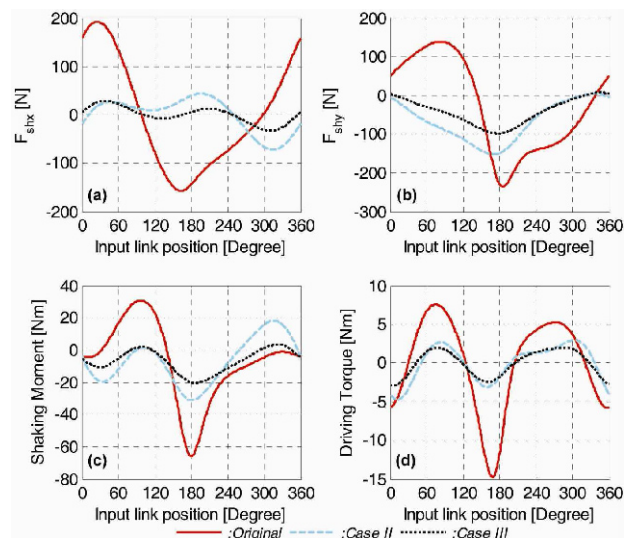 200
100
0
-100
-200
F_shx [N]
(a)
0 60 120 180 240 300 360
Input link position [Degree]
200
100
0
-100
-200
-300
F_shy [N]
(b)
0 60 120 180 240 300 360
Input link position [Degree]
40
20
0
-20
-40
-60
-80
Shaking Moment [Nm]
(c)
0 60 120 180 240 300 360
Input link position [Degree]
10
5
0
-5
-10
-15
Driving Torque [Nm]
(d)
0 60 120 180 240 300 360
Input link position [Degree]
:Original :Case II :Case III